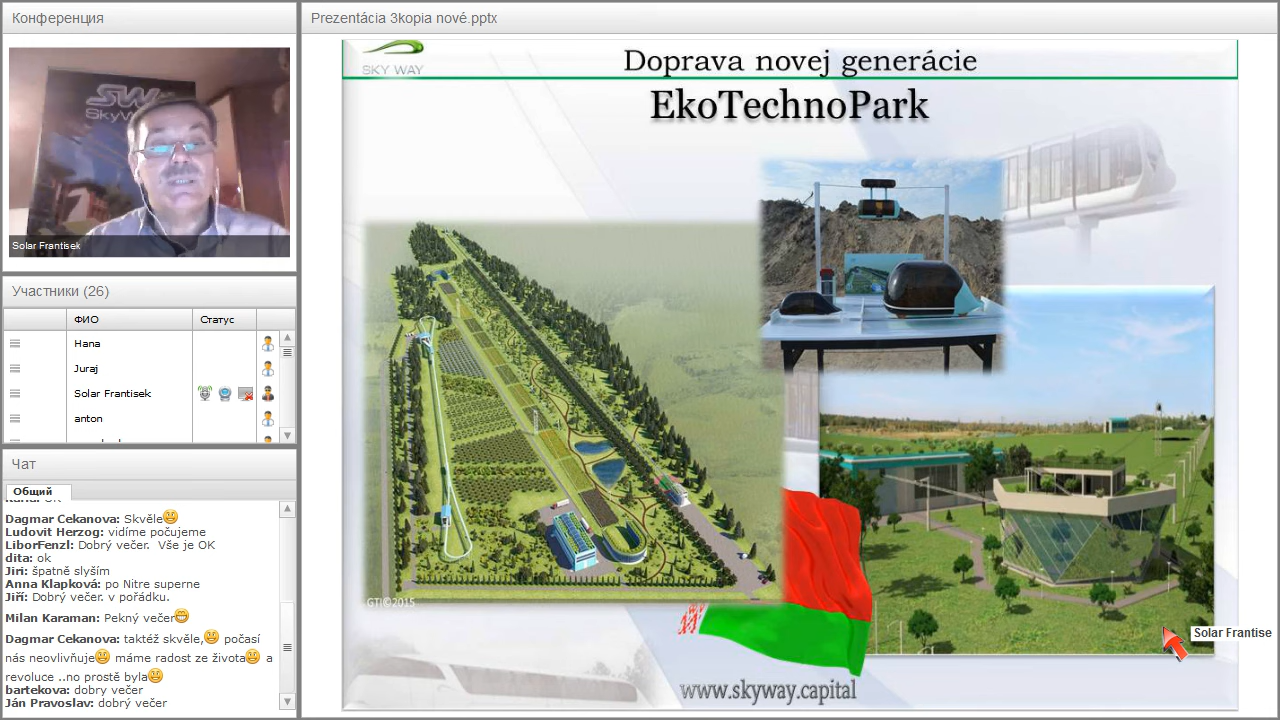 Конференция
SW
Solar Frantisek
Участники (26)
ФИО
Статус
Hana
Juraj
Solar Frantisek
anton
Чат
Общий
Dagmar Cekanova: Skvěle
Ludovit Herzog: vidíme počujeme
LiborFenzl: Dobrý večer. Vše je OK
dita: ok
Jiri: špatně slyším
Anna Klapková: po Nitre superne
Jiří: Dobrý večer. v pořádku.
Milan Karaman: Pekný večer
Dagmar Cekanova: taktéž skvěle, počasí
nás neovlivňuje máme radost ze života a
revoluce ..no prostě byla
bartekova: dobry večer
Ján Pravoslav: dobrý večer
Prezentácia 3kopia nové.pptx
SKY WAY
Doprava novej generácie
EkoTechnoPark
GTI©2015
Solar Frantise
www.skyway.capital